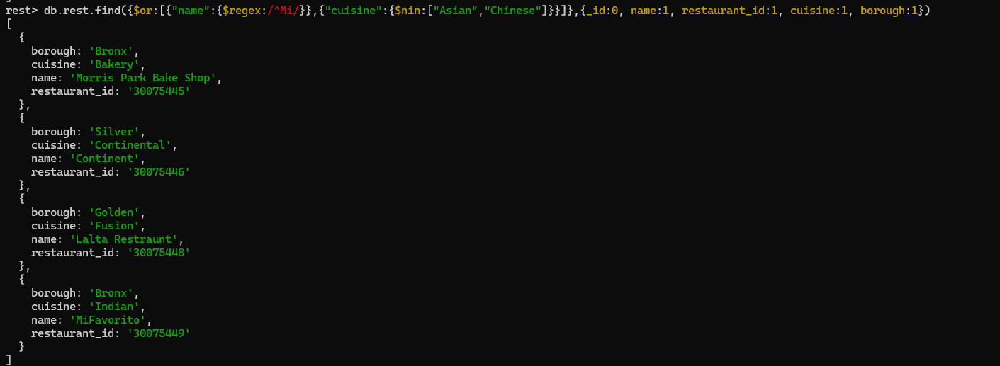 rest> db.rest.find({$or:[{"name":{$regex:/^Mi/}},{"cuisine":{$nin:["Asian","Chinese"]}}]},{_id:0, name:1, restaurant_id:1, cuisine:1, borough:1})
[
  {
    borough: 'Bronx',
    cuisine: 'Bakery',
    name: 'Morris Park Bake Shop',
    restaurant_id: '30075445'
  },
  {
    borough: 'Silver',
    cuisine: 'Continental',
    name: 'Continent',
    restaurant_id: '30075446'
  },
  {
    borough: 'Golden',
    cuisine: 'Fusion',
    name: 'Lalta Restraunt',
    restaurant_id: '30075448'
  },
  {
    borough: 'Bronx',
    cuisine: 'Indian',
    name: 'MiFavorito',
    restaurant_id: '30075449'
  }
]